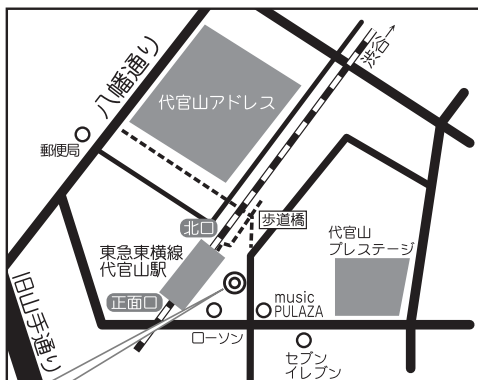 渋谷→
八幡通り
代官山アドレス
郵便局
北口
歩道橋
東急東横線
代官山駅
代官山
プレステージ
正面口
music
PULAZA
旧山手通り
ローソン
セブン
イレブン